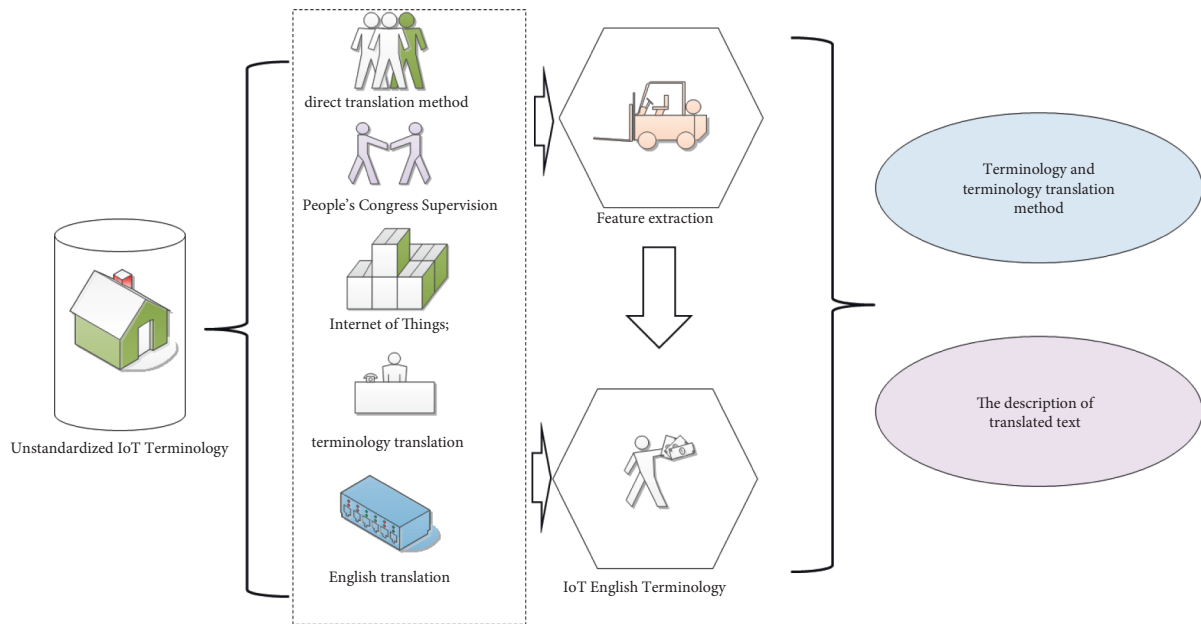 Unstandardized IoT Terminology
direct translation method
People's Congress Supervision
Internet of Things;
terminology translation
English translation
Feature extraction
IoT English Terminology
Terminology and
terminology translation
method
The description of
translated text